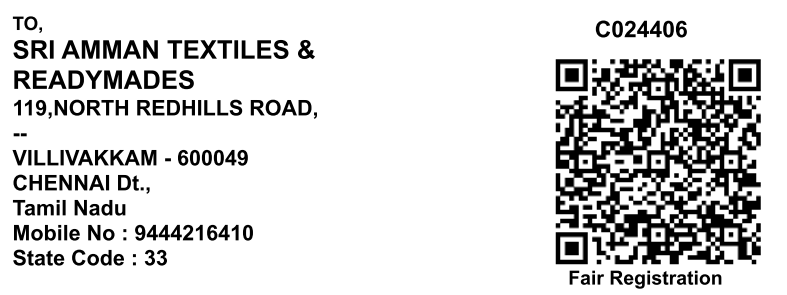 TO,
SRI AMMAN TEXTILES &
READYMADES
119,NORTH REDHILLS ROAD,
--
VILLIVAKKAM - 600049
CHENNAI Dt.,
Tamil Nadu
Mobile No : 9444216410
State Code : 33
C024406
Fair Registration